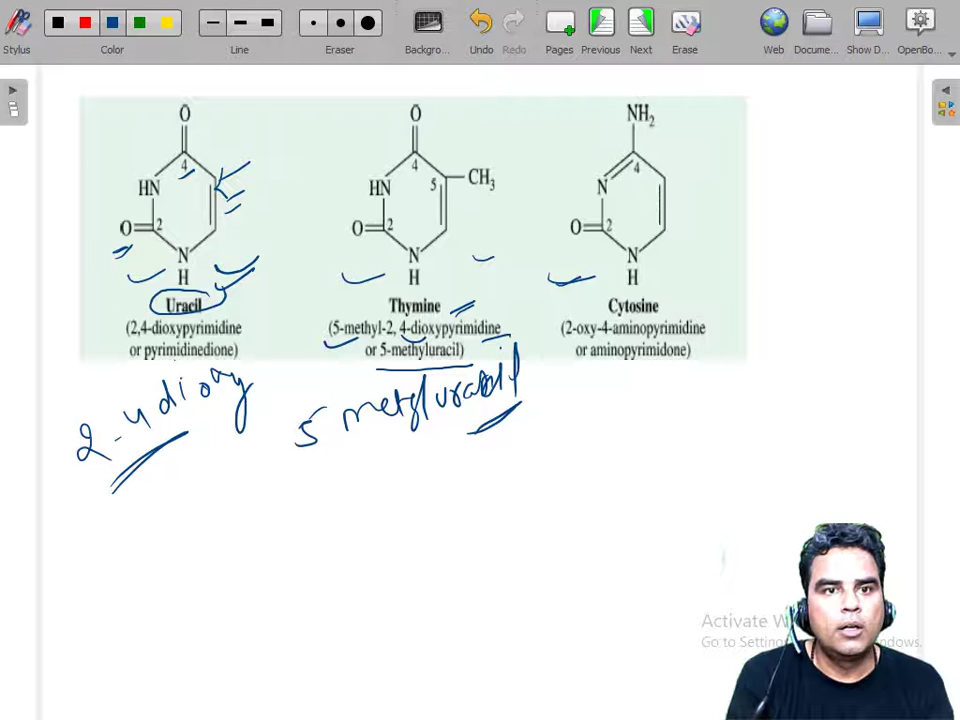 Stylus
Color
Line
Eraser
Backgro...
Undo
Redo
Pages
Previous
Next
Erase
Web
Docume...
Show D...
OpenBo...
O
4
HN
O
2
N
H
Uracil
(2,4-dioxypyrimidine
or pyrimidinedione)
O
4
5
CH3
HN
O
2
N
H
Thymine
(5-methyl-2, 4-dioxypyrimidine
or 5-methyluracil)
NH2
4
N
O
2
N
H
Cytosine
(2-oxy-4-aminopyrimidine
or aminopyrimidone)
2-4 dioxy
5
Activate W
Go to Setting
ndows.